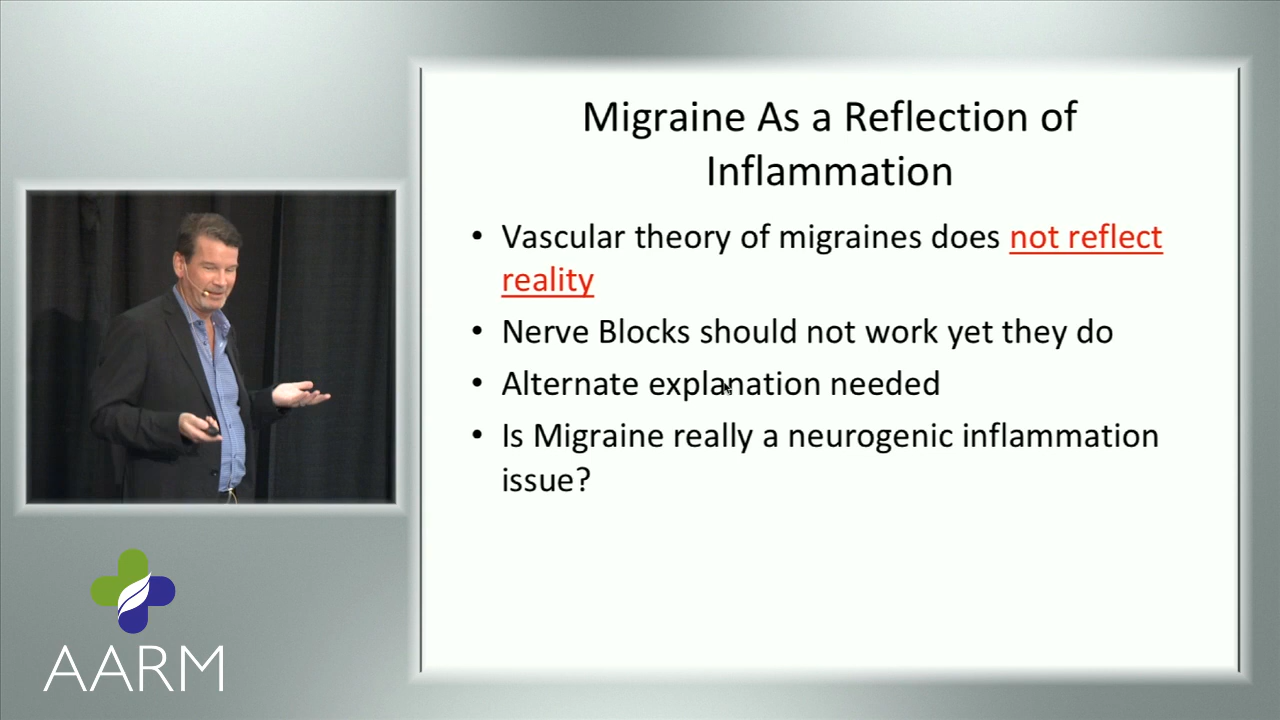 Migraine As a Reflection of
Inflammation
• Vascular theory of migraines does not reflect
reality
• Nerve Blocks should not work yet they do
• Alternate explanation needed
• Is Migraine really a neurogenic inflammation
issue?
AARM